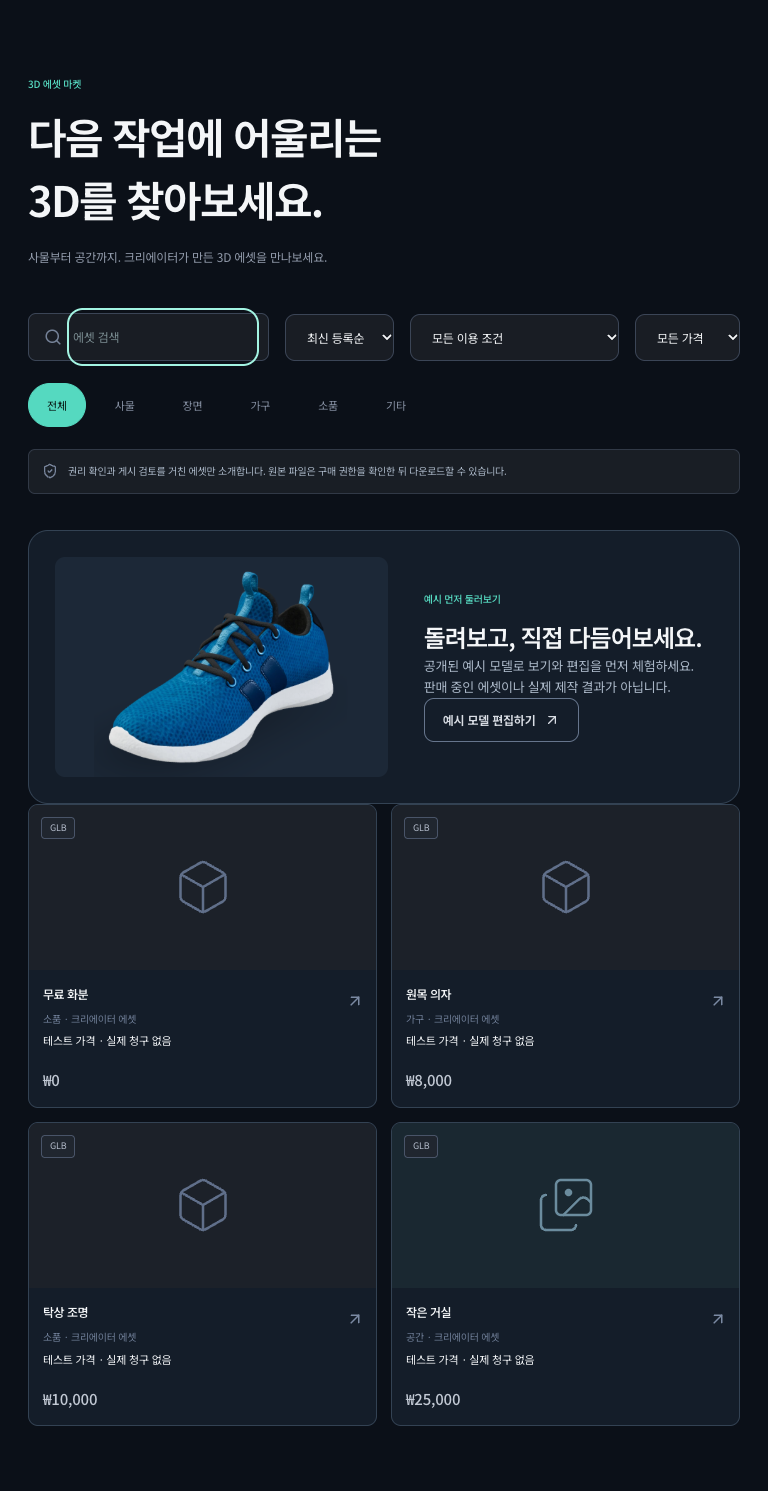 3D 에셋 마켓
다음 작업에 어울리는
3D를 찾아보세요.
사물부터 공간까지. 크리에이터가 만든 3D 에셋을 만나보세요.
에셋 검색
최신 등록순
모든 이용 조건
모든 가격
전체
사물
장면
가구
소품
기타
권리 확인과 게시 검토를 거친 에셋만 소개합니다. 원본 파일은 구매 권한을 확인한 뒤 다운로드할 수 있습니다.
예시 먼저 둘러보기
돌려보고, 직접 다듬어보세요.
공개된 예시 모델로 보기와 편집을 먼저 체험하세요.
판매 중인 에셋이나 실제 제작 결과가 아닙니다.
예시 모델 편집하기
GLB
무료 화분
소품 · 크리에이터 에셋
테스트 가격 · 실제 청구 없음
₩0
GLB
원목 의자
가구 · 크리에이터 에셋
테스트 가격 · 실제 청구 없음
₩8,000
GLB
탁상 조명
소품 · 크리에이터 에셋
테스트 가격 · 실제 청구 없음
₩10,000
GLB
작은 거실
공간 · 크리에이터 에셋
테스트 가격 · 실제 청구 없음
₩25,000